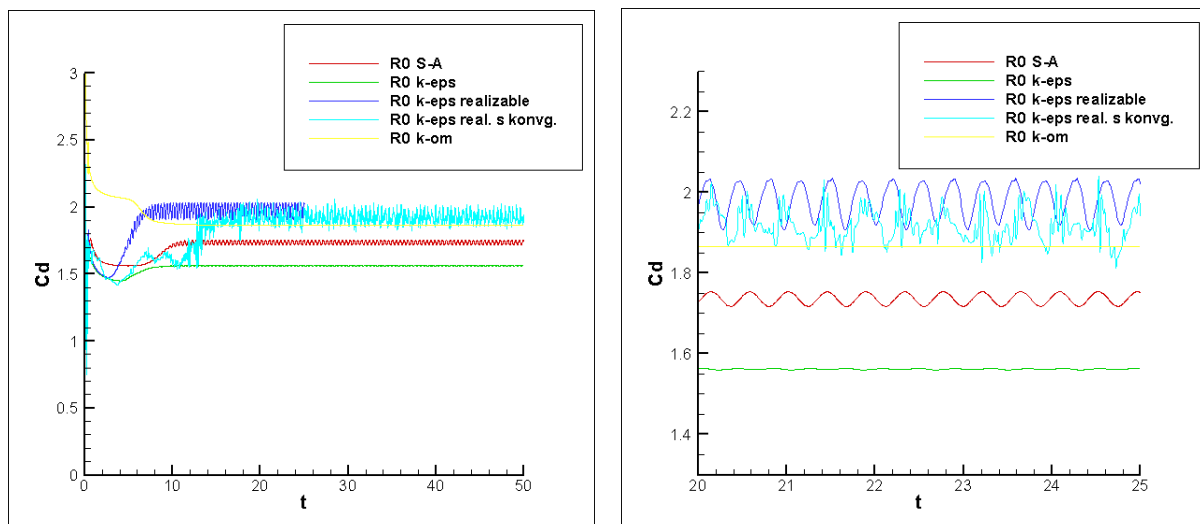 R0 S-A
R0 k-eps
R0 k-eps realizable
R0 k-eps real. s konvg.
R0 k-om
3
2.5
2
1.5
1
0.5
0
Cd
0 10 20 30 40 50
t
R0 S-A
R0 k-eps
R0 k-eps realizable
R0 k-eps real. s konvg.
R0 k-om
2.2
2
1.8
1.6
1.4
Cd
20 21 22 23 24 25
t